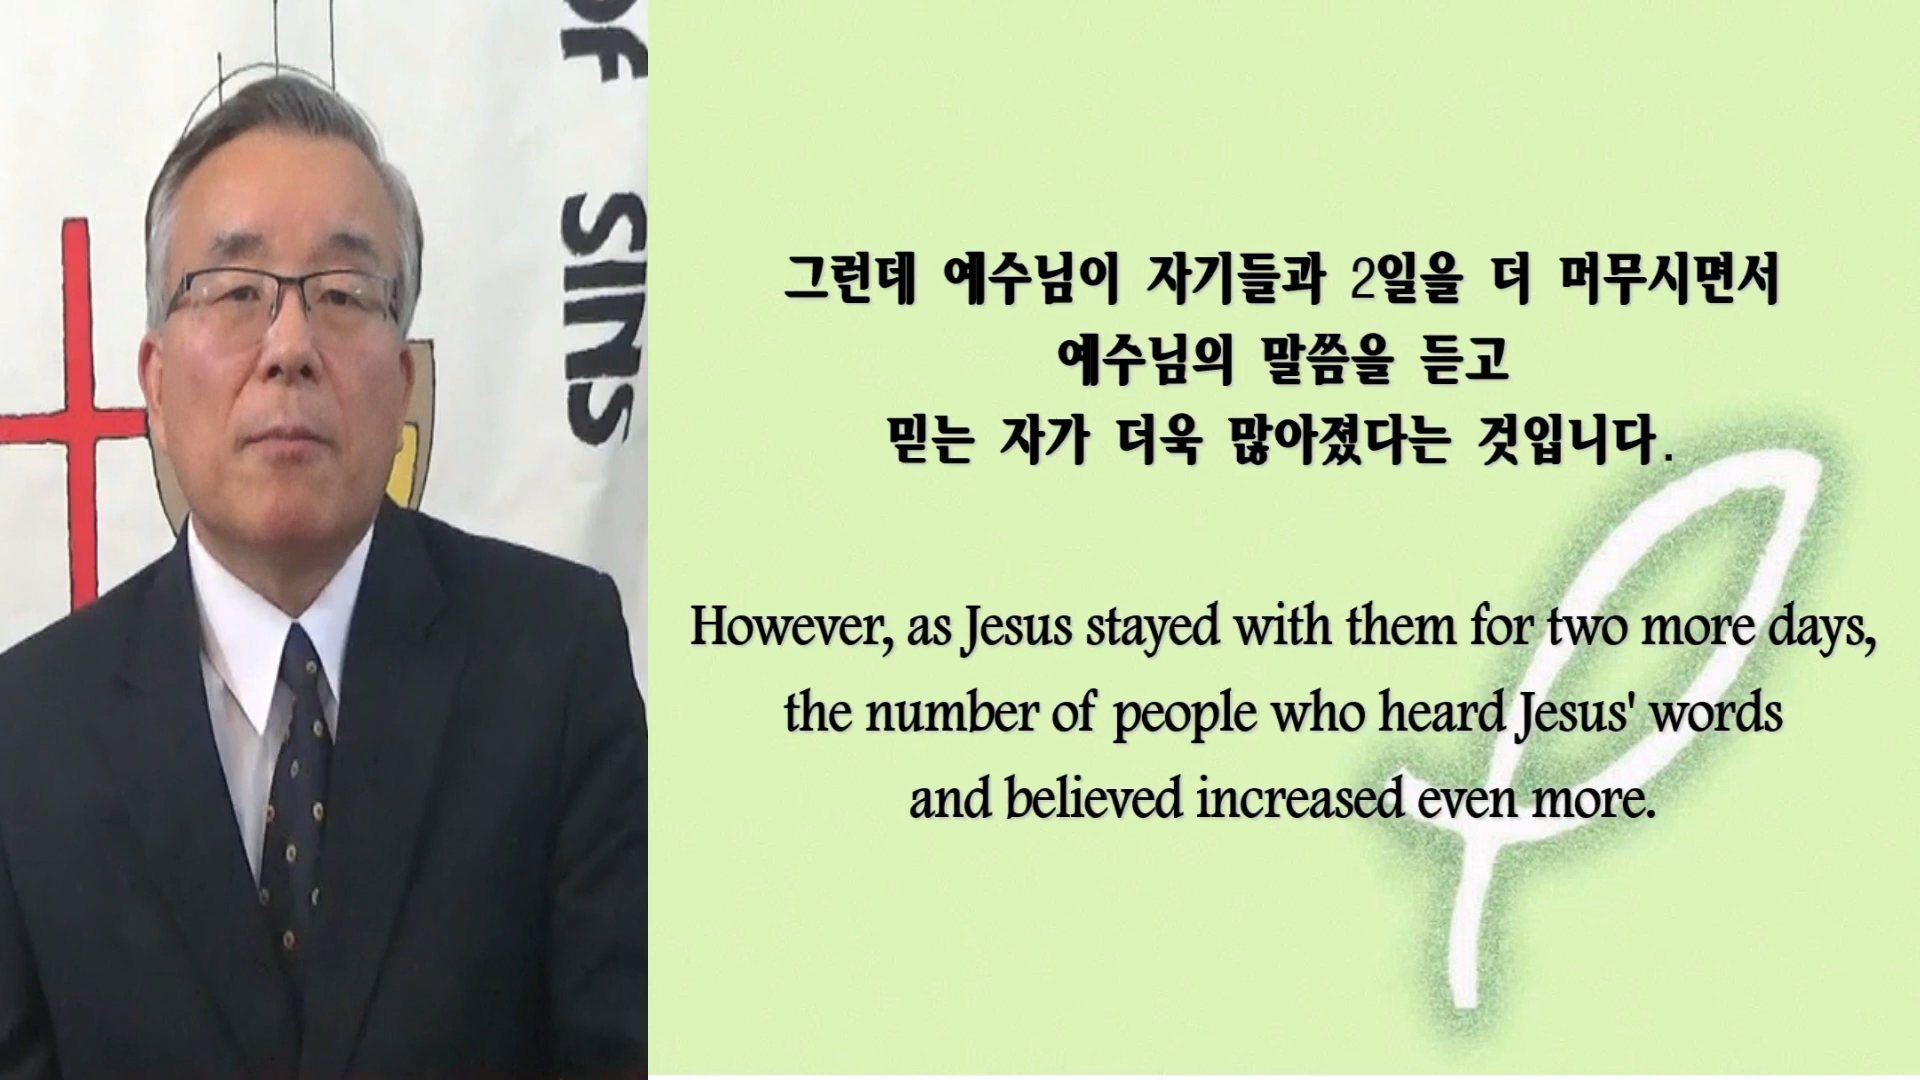 OF
SINS
그런데 예수님이 자기들과 2일을 더 머무시면서
예수님의 말씀을 듣고
믿는 자가 더욱 많아졌다는 것입니다.
However, as Jesus stayed with them for two more days,
the number of people who heard Jesus' words
and believed increased even more.